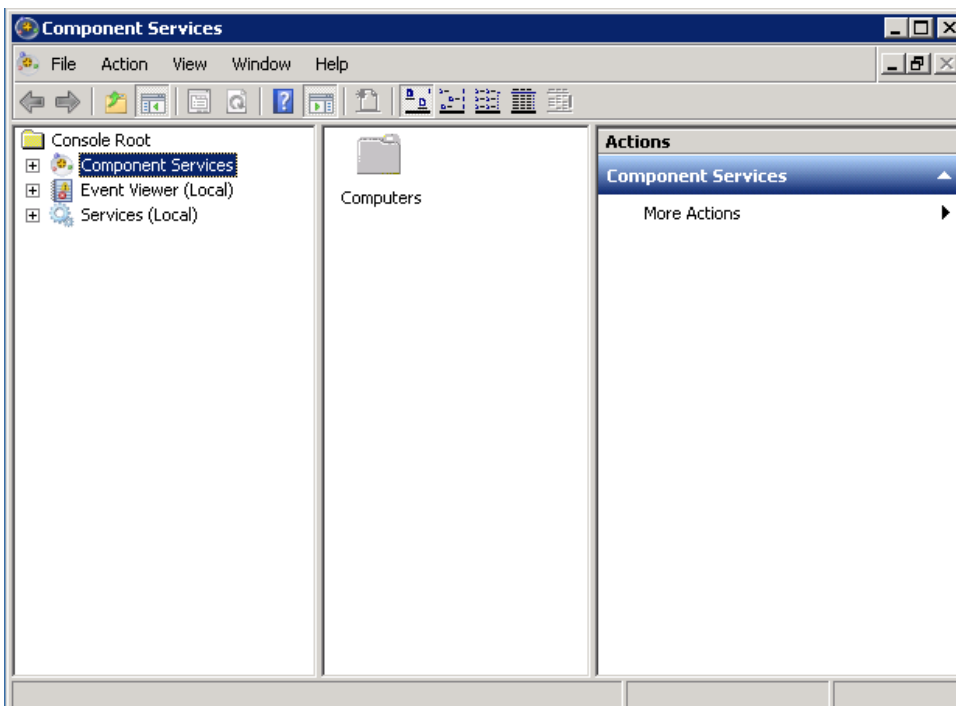 Component Services
File Action View Window Help
Console Root
Component Services
Event Viewer (Local)
Services (Local)
Computers
Actions
Component Services
More Actions